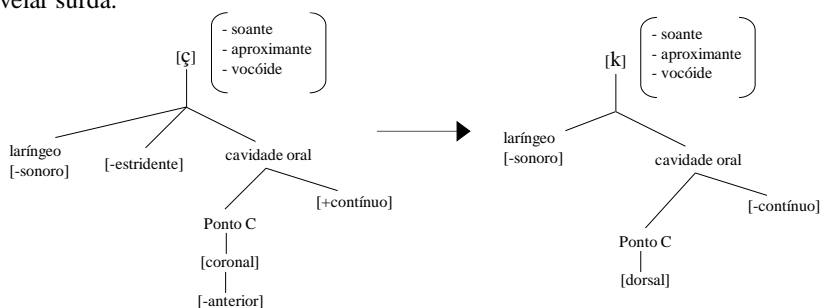 velar surda.
[ç]
- soante
- aproximante
- vocóide
laríngeo
[-sonoro]
[-estridente]
cavidade oral
[+contínuo]
Ponto C
[coronal]
[-anterior]
[k]
- soante
- aproximante
- vocóide
laríngeo
[-sonoro]
cavidade oral
[-contínuo]
Ponto C
[dorsal]